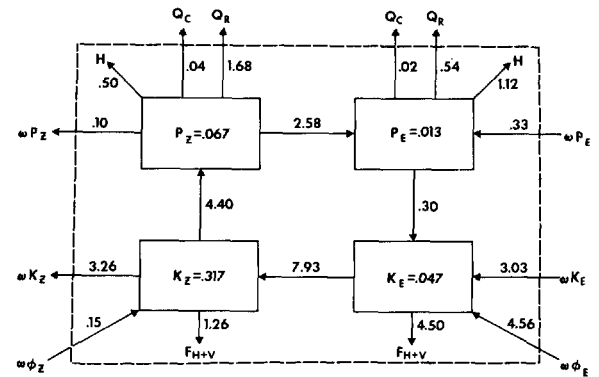 Q_C Q_R Q_C Q_R
H .04 1.68 .02 .54 H
.50 1.12
ωP_Z .10 P_Z=.067 2.58 P_E=.013 .33 ωP_E
4.40 .30
ωK_Z 3.26 K_Z=.317 7.93 K_E=.047 3.03 ωK_E
.15 1.26 4.50 4.56
ωϕ_Z F_H+V F_H+V ωϕ_E